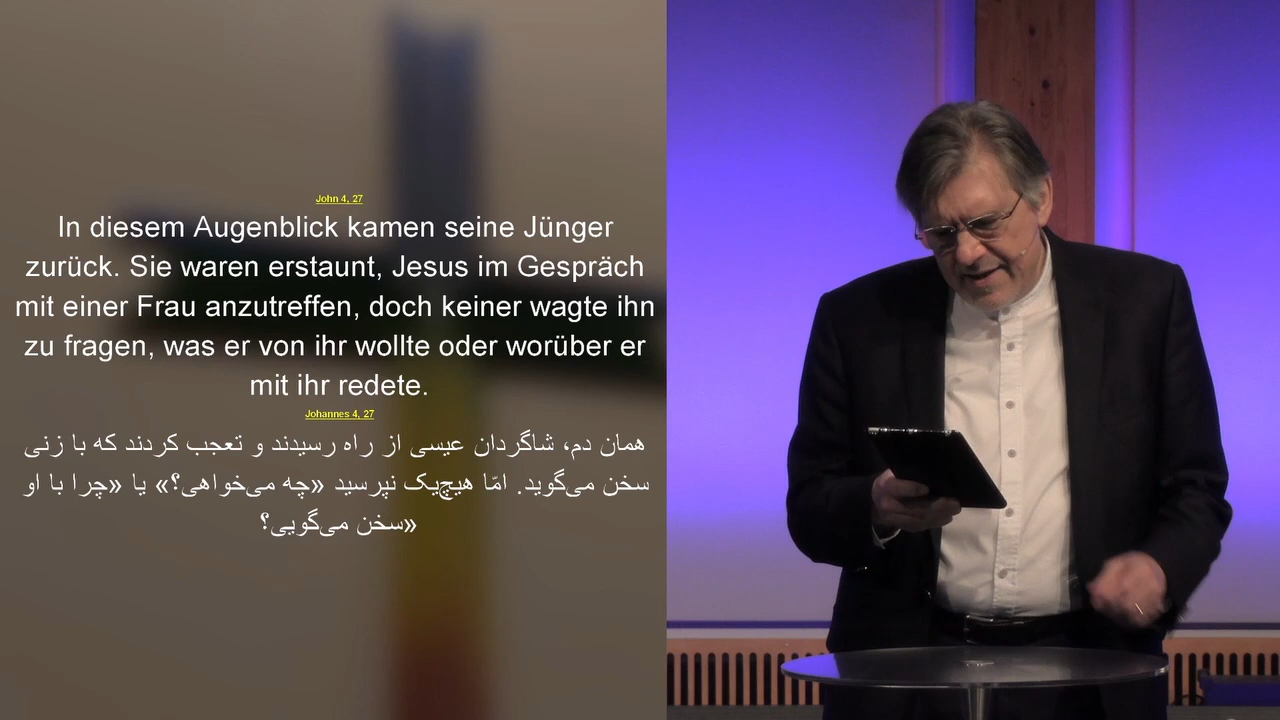 John 4, 27
In diesem Augenblick kamen seine Jünger
zurück. Sie waren erstaunt, Jesus im Gespräch
mit einer Frau anzutreffen, doch keiner wagte ihn
zu fragen, was er von ihr wollte oder worüber er
mit ihr redete.
Johannes 4, 27
همان دم، شاگردان عیسی از راه رسیدند و تعجب کردند که با زنی
سخن می‌گوید. امّا هیچ‌یک نپرسید «چه می‌خواهی؟» یا «چرا با او
سخن می‌گویی؟»